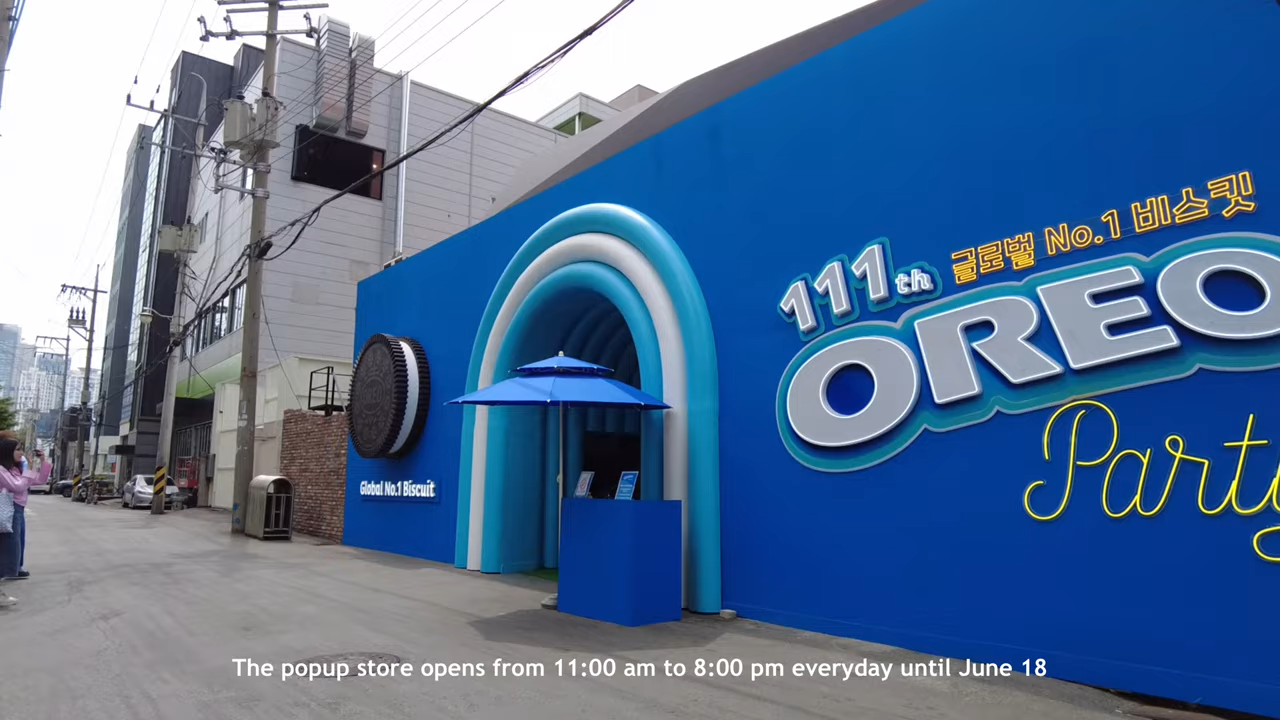 111th
글로벌 No.1 비스킷
OREO
Party
Global No.1 Biscuit
The popup store opens from 11:00 am to 8:00 pm everyday until June 18